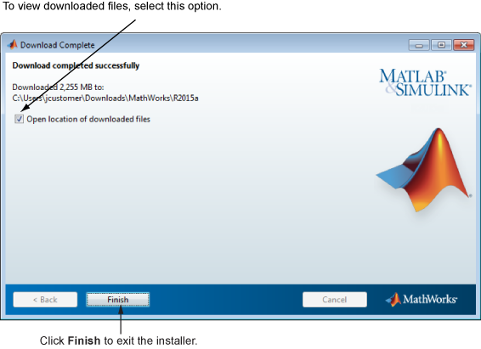 To view downloaded files, select this option.
Download Complete
Download completed successfully
Downloaded 2,255 MB to:
C:\Users\jcustomer\Downloads\MathWorks\R2015a
Open location of downloaded files
MATLAB
&SIMULINK
< Back
Finish
Cancel
MathWorks
Click Finish to exit the installer.